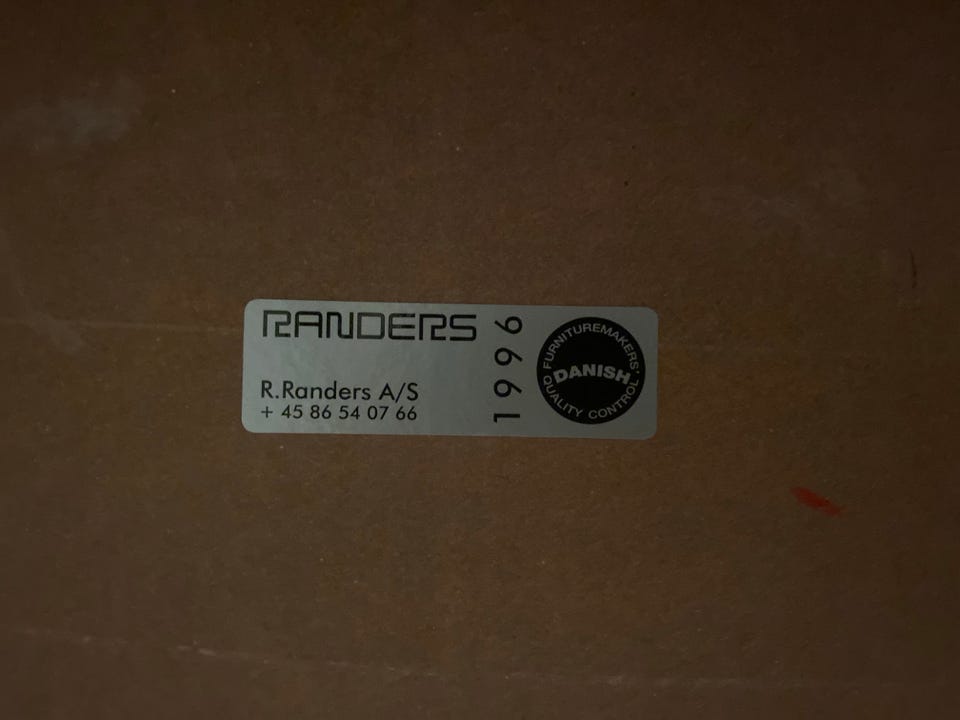 RANDERS
R.Randers A/S
+ 45 86 54 07 66
1996
FURNITUREMAKERS'
DANISH
QUALITY CONTROL